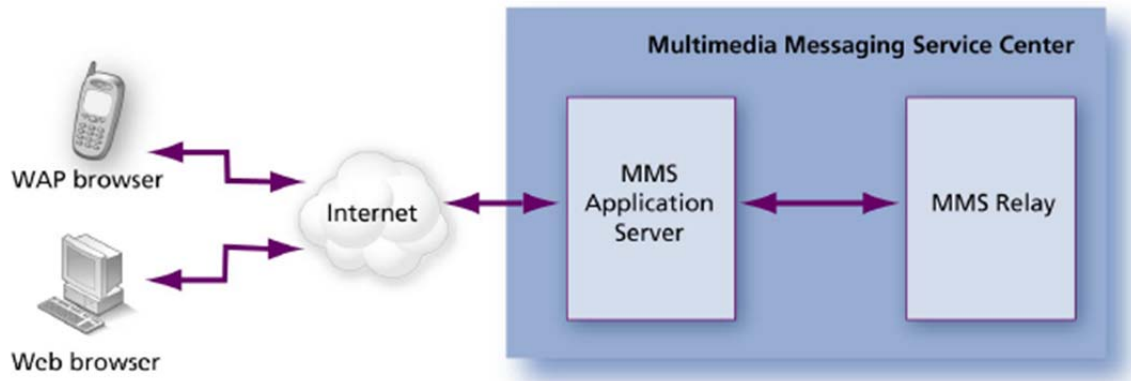 Multimedia Messaging Service Center
WAP browser
Internet
MMS
Application
Server
MMS Relay
Web browser